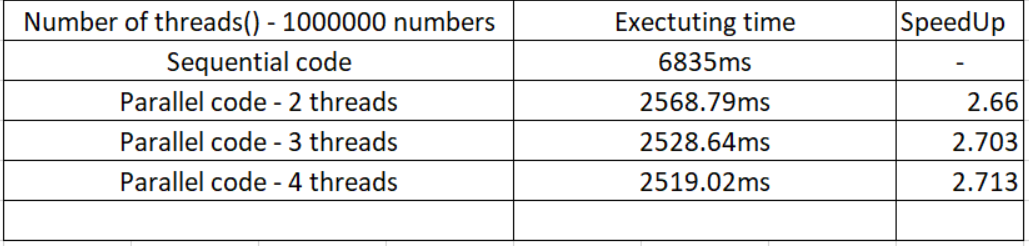 Number of threads() - 1000000 numbers Exectuting time SpeedUp
Sequential code 6835ms -
Parallel code - 2 threads 2568.79ms 2.66
Parallel code - 3 threads 2528.64ms 2.703
Parallel code - 4 threads 2519.02ms 2.713